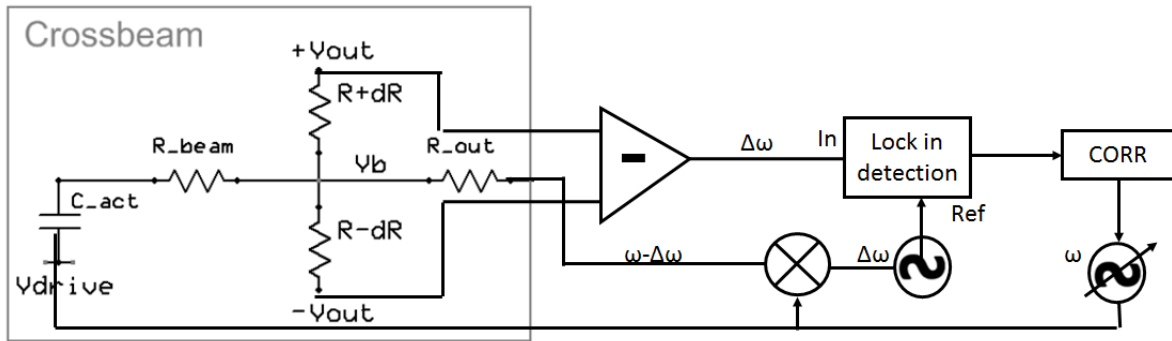 Crossbeam
+Vout
R+dR
R_beam
Vb
R_out
C_act
R-dR
Vdrive
-Vout
-
Δω
In
Lock in
detection
CORR
Ref
ω-Δω
Δω
ω